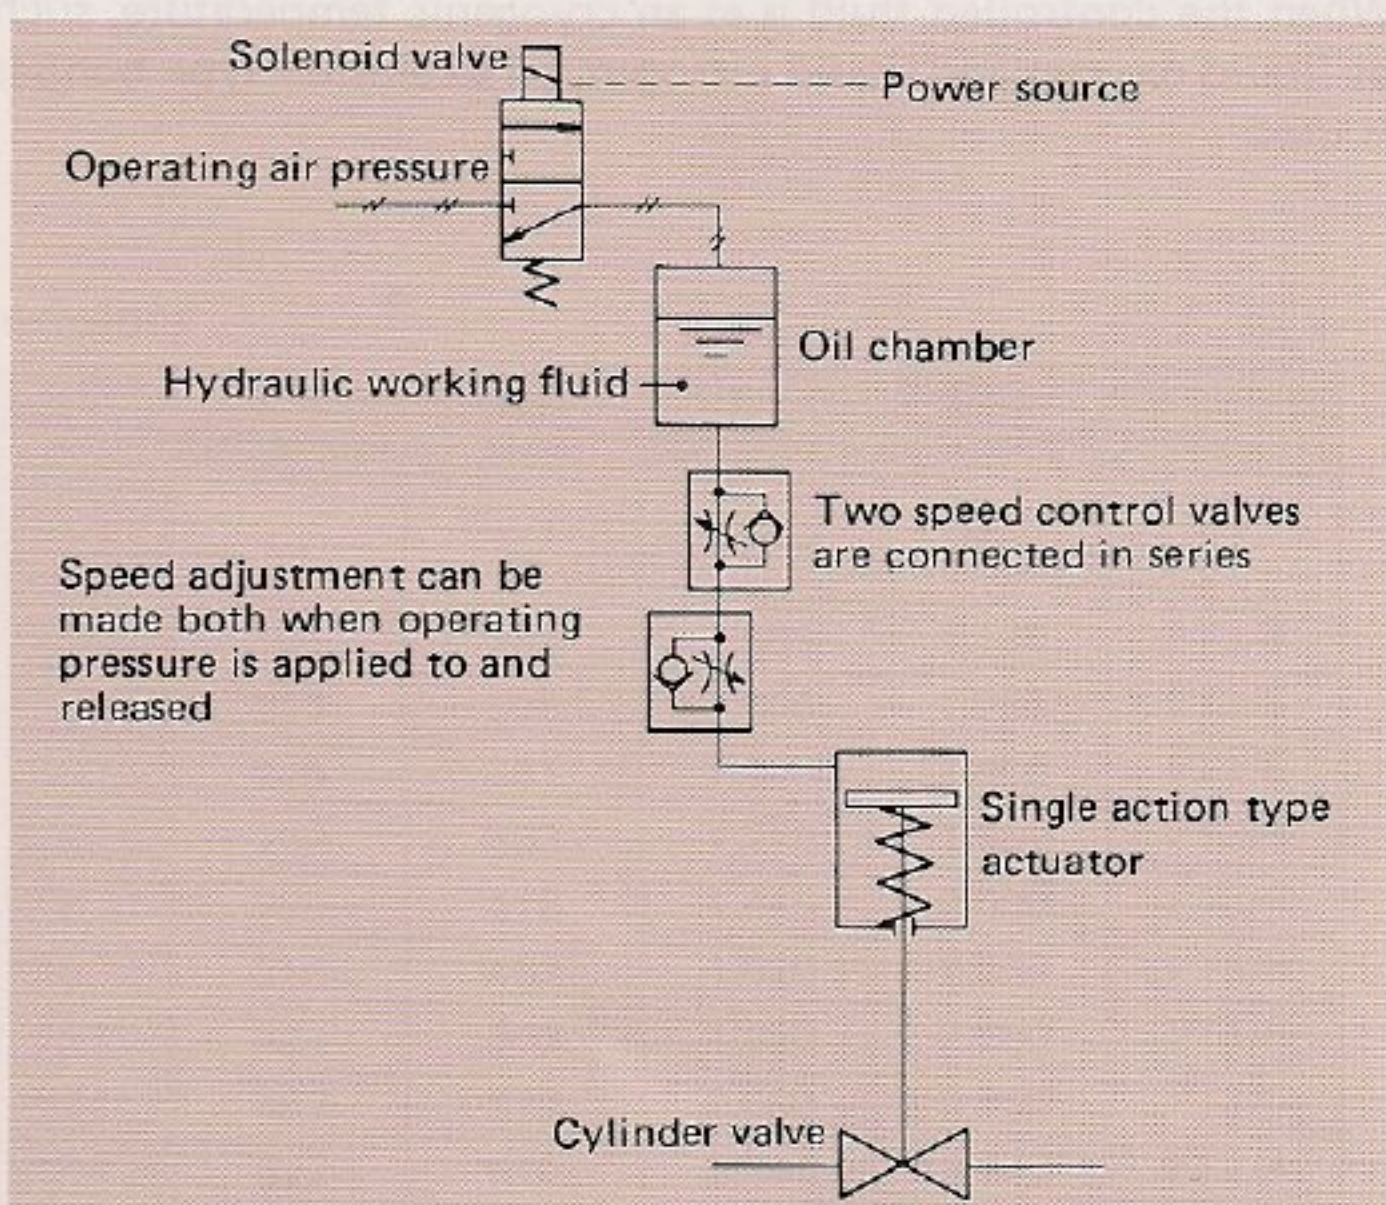 Solenoid valve
Power source
Operating air pressure
Oil chamber
Hydraulic working fluid
Two speed control valves
are connected in series
Speed adjustment can be
made both when operating
pressure is applied to and
released
Single action type
actuator
Cylinder valve